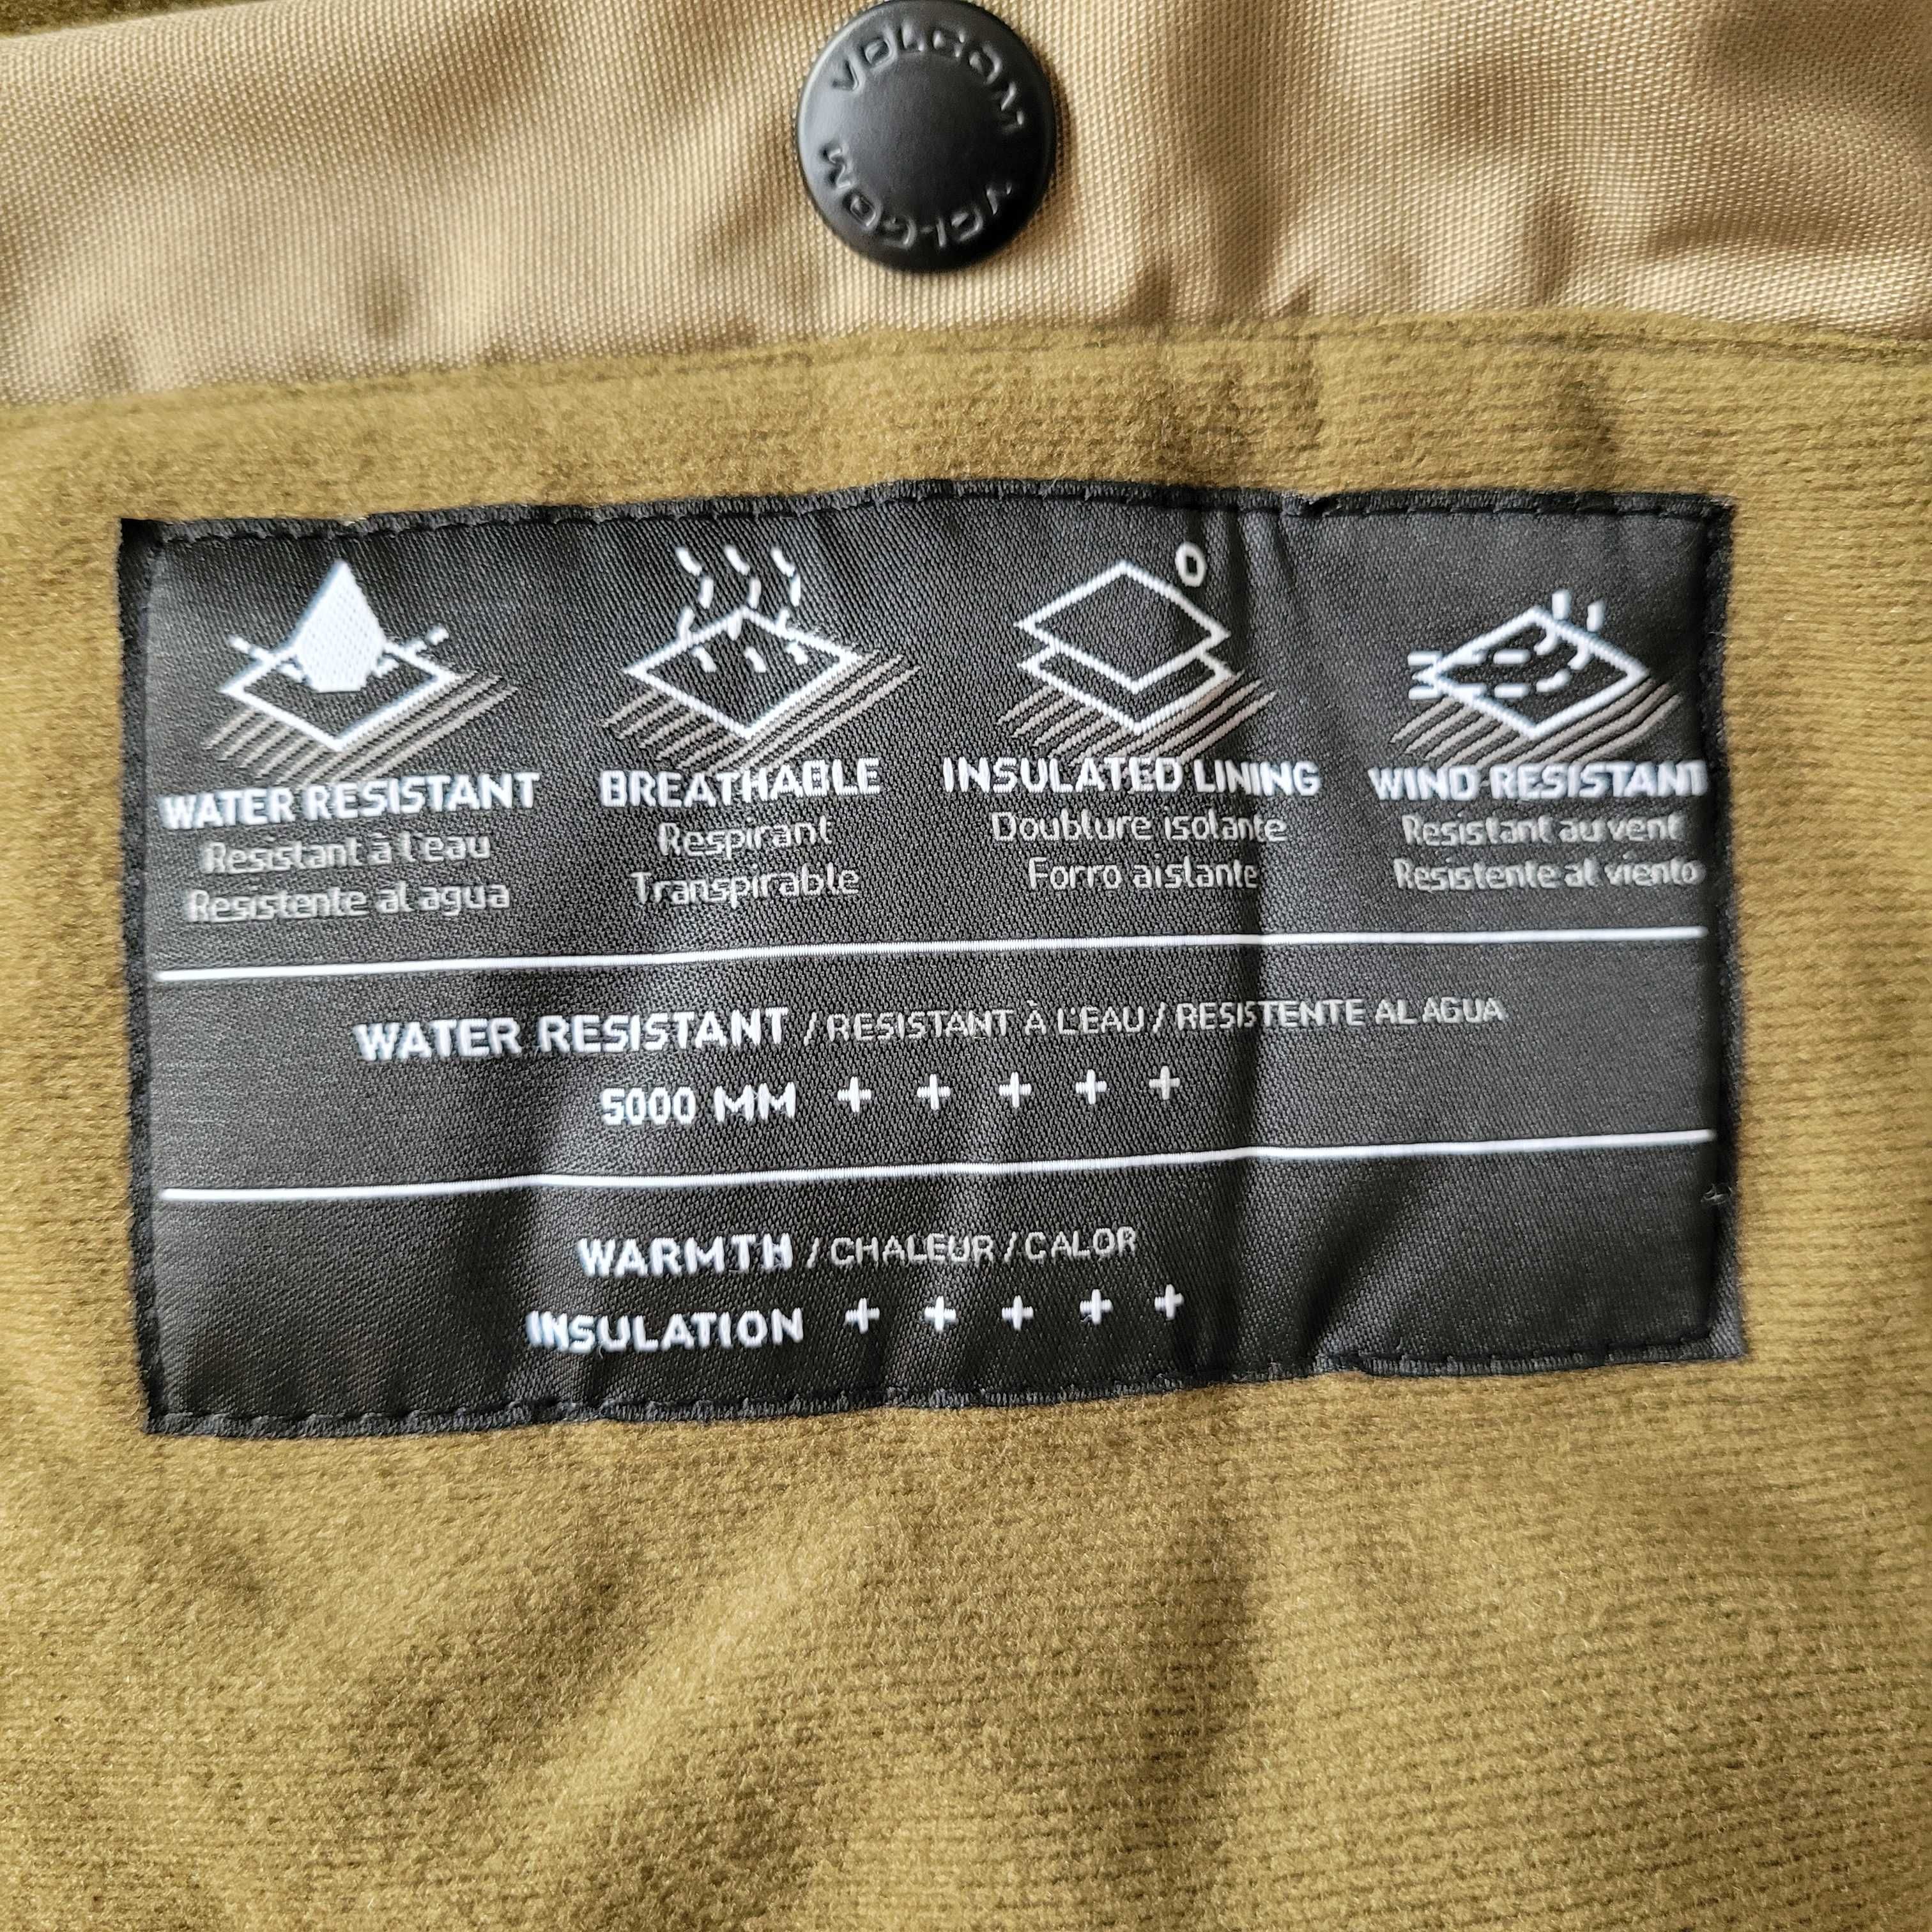 VOLCOM
VOLCOM
WATER RESISTANT
Resistant à l'eau
Resistente al agua
BREATHABLE
Respirant
Transpirable
INSULATED LINING
Doublure isolante
Forro aislante
WIND RESISTANT
Resistant au vent
Resistente al viento
WATER RESISTANT / RESISTANT À L'EAU / RESISTENTE AL AGUA
5000 MM + + + + +
WARMTH / CHALEUR / CALOR
INSULATION + + + + +